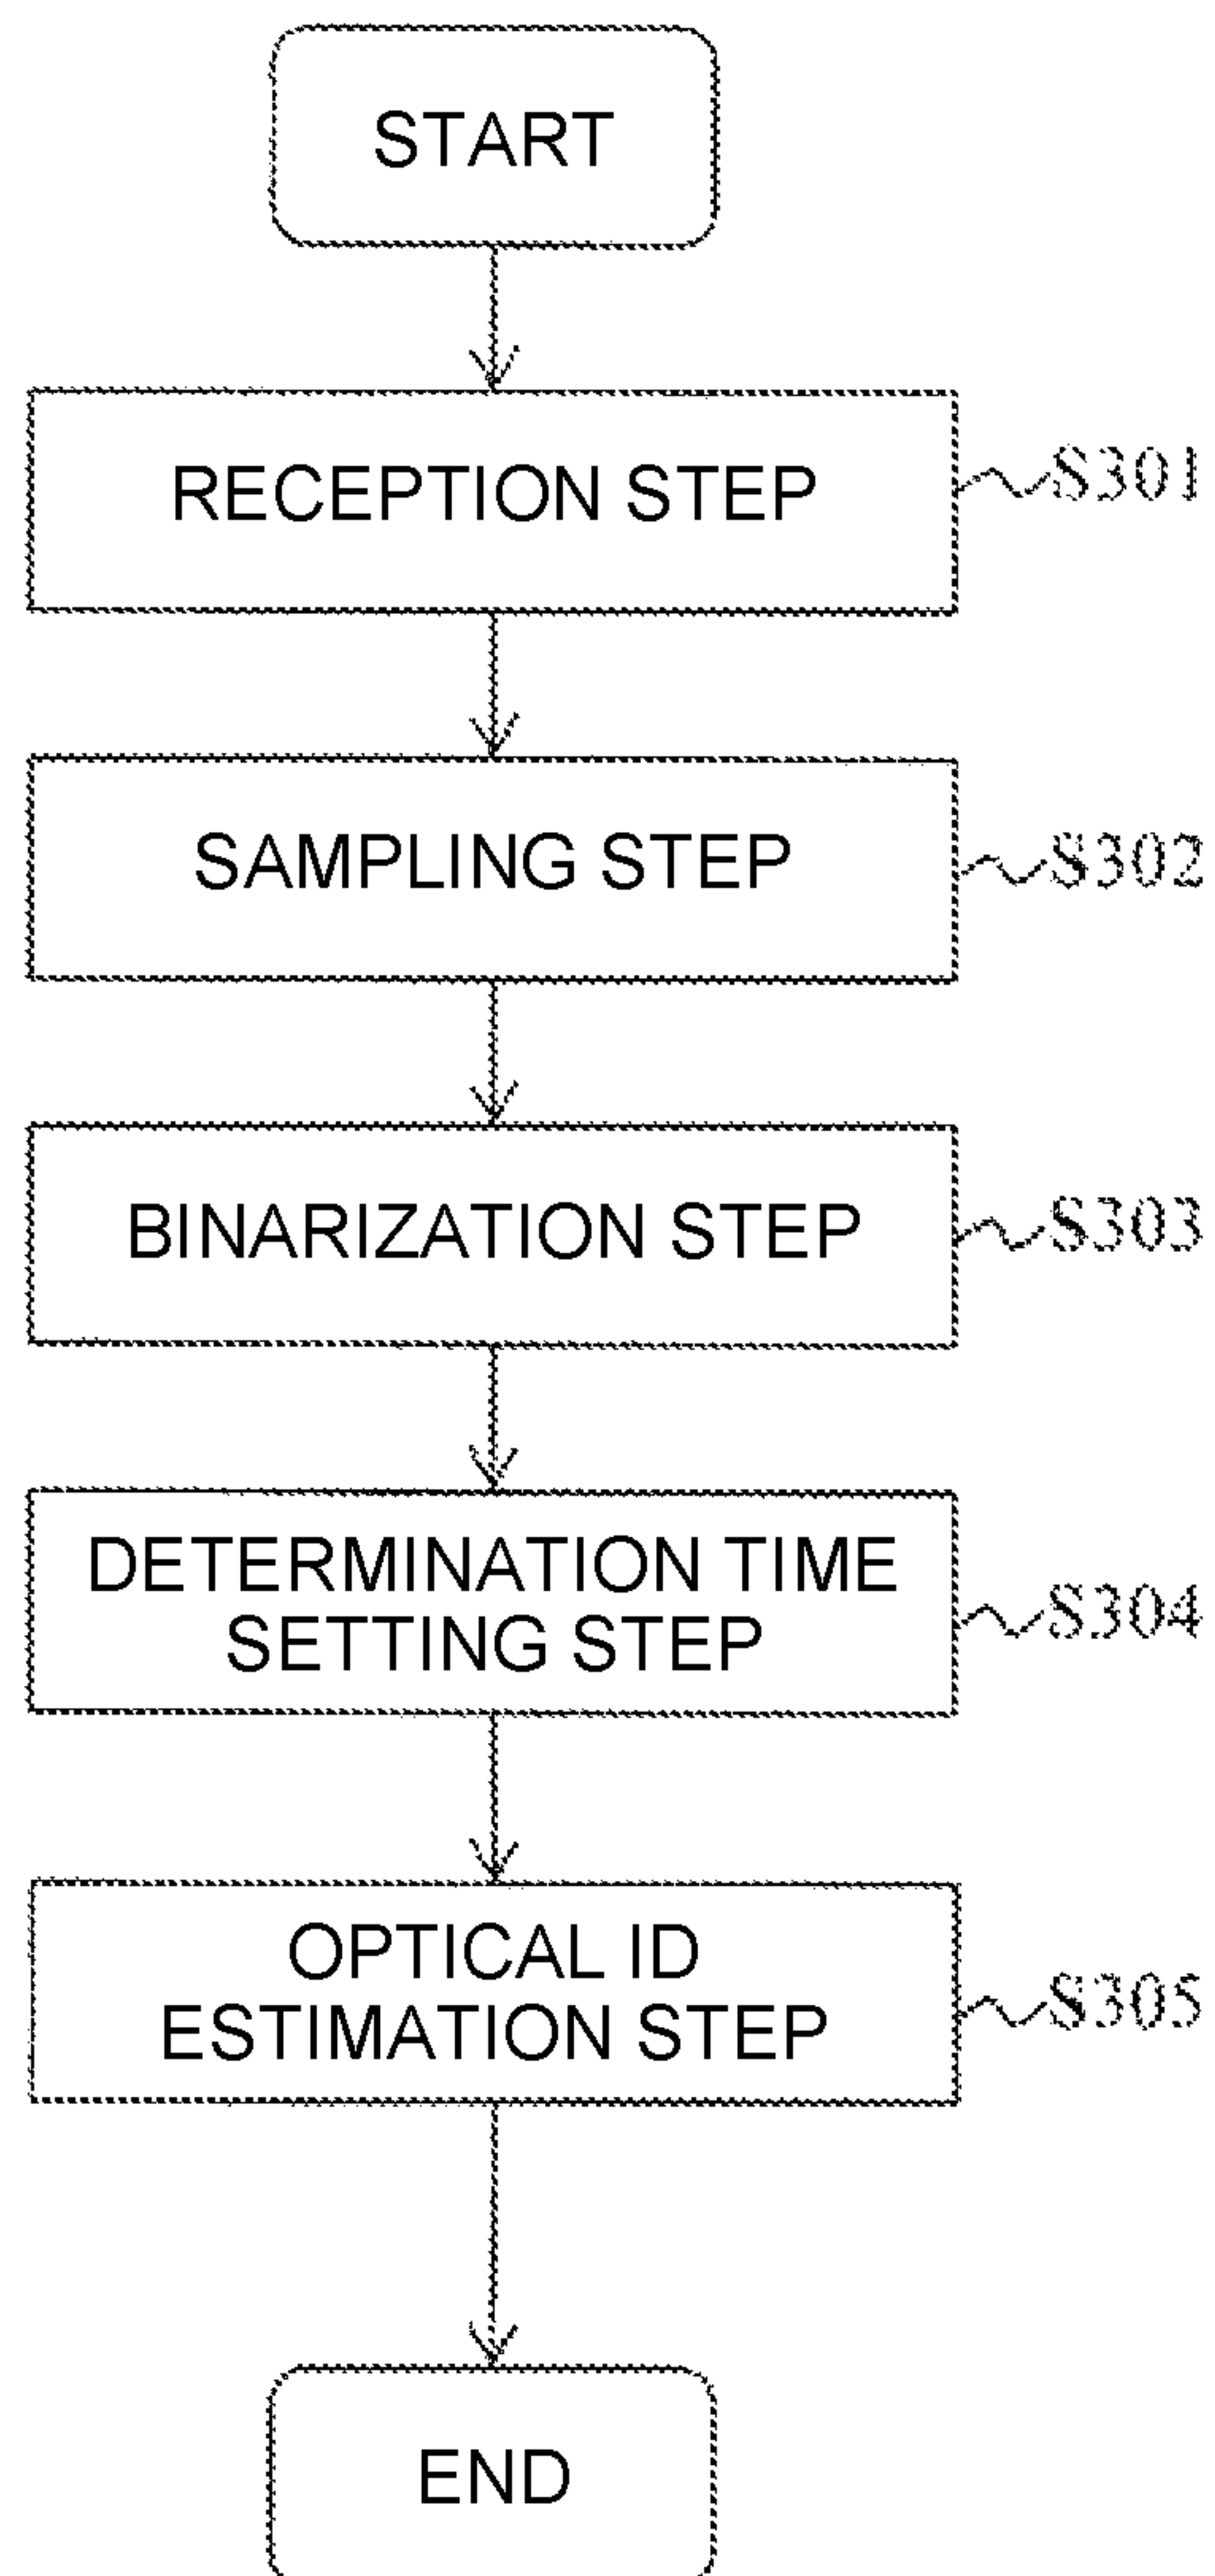 START
RECEPTION STEP
S301
SAMPLING STEP
S302
BINARIZATION STEP
S303
DETERMINATION TIME
SETTING STEP
S304
OPTICAL ID
ESTIMATION STEP
S305
END